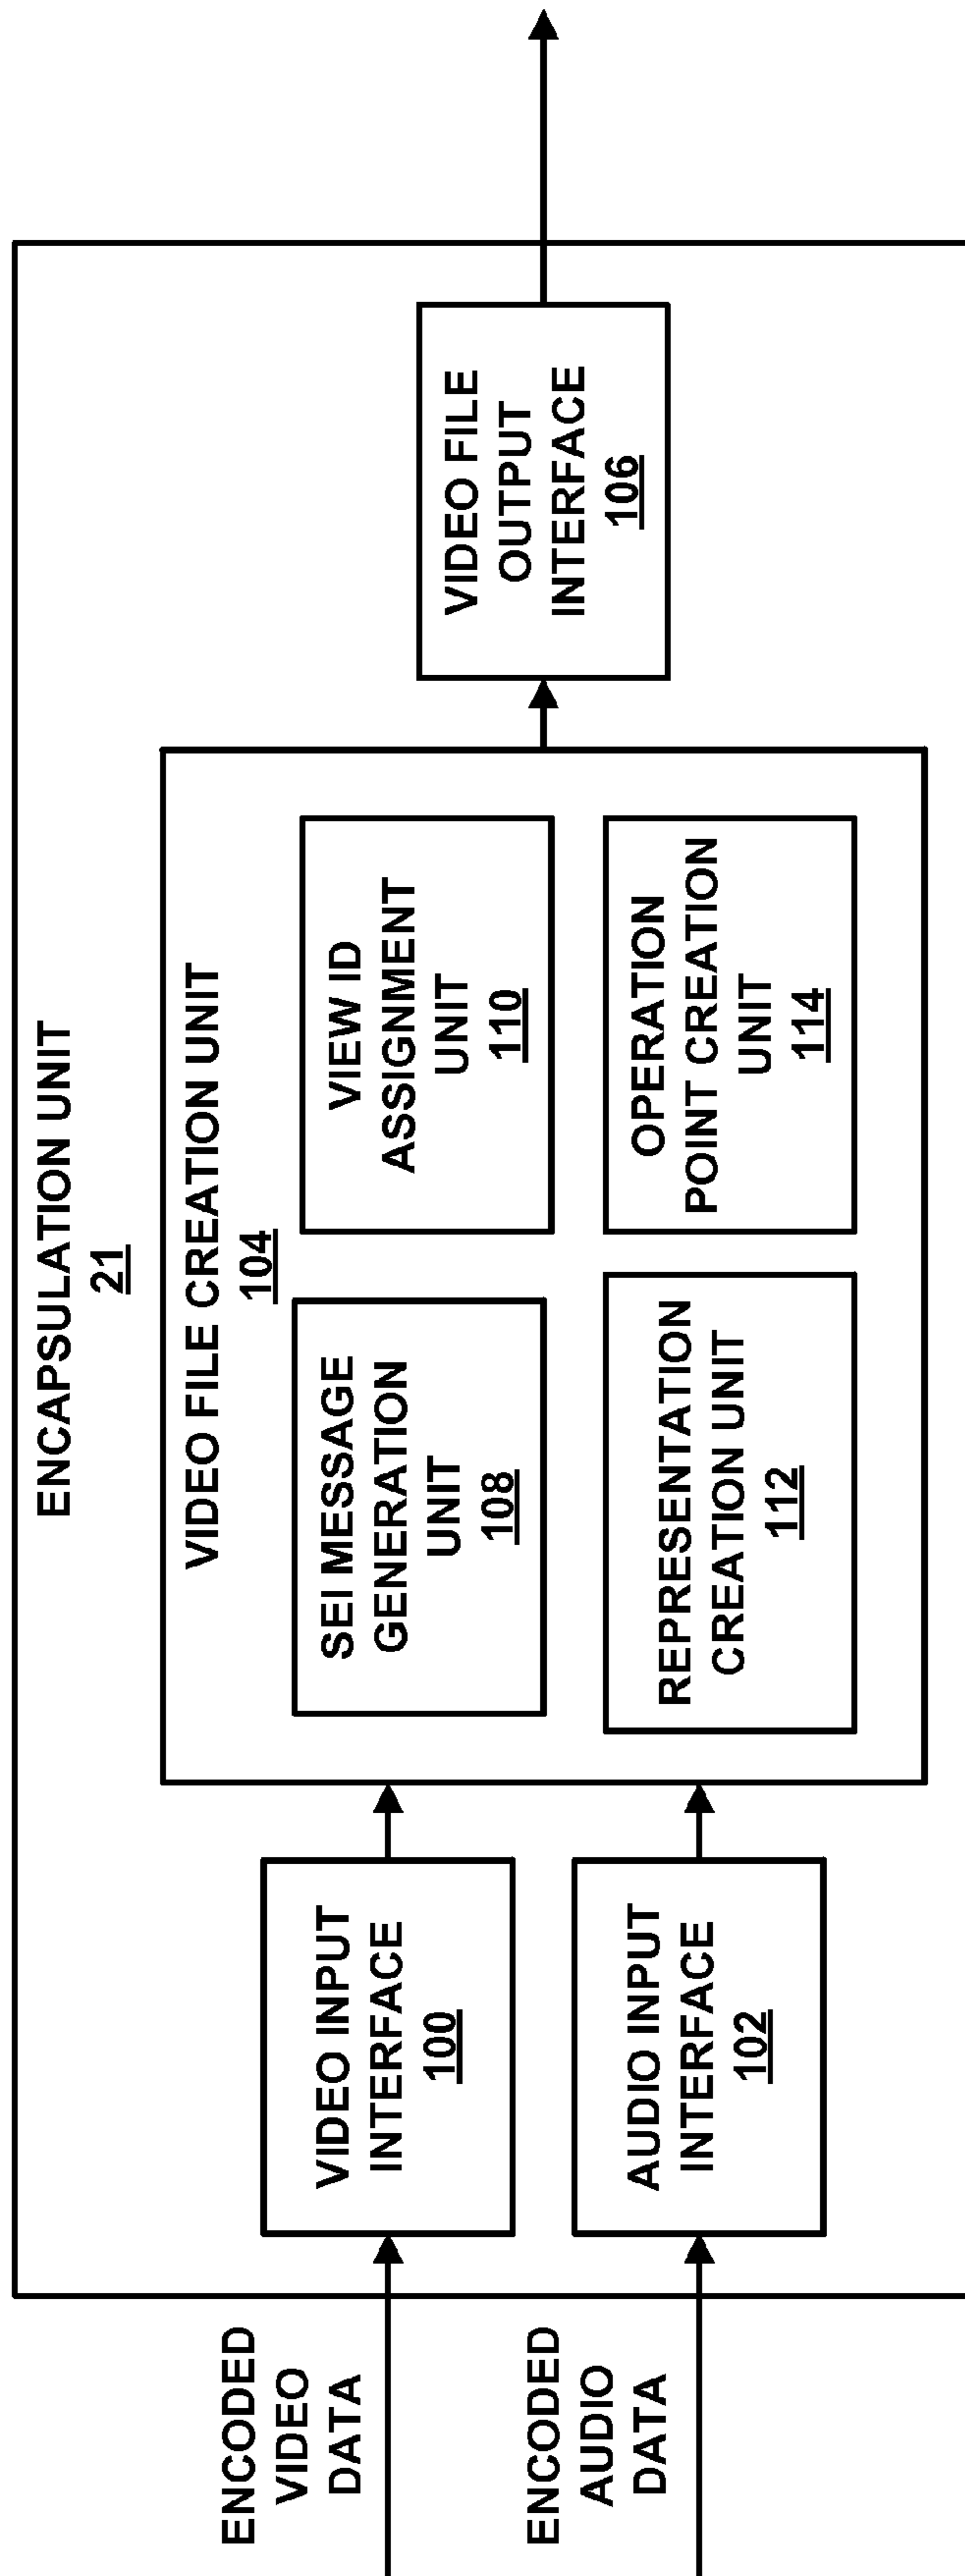 ENCAPSULATION UNIT
21
ENCODED
VIDEO
DATA
ENCODED
AUDIO
DATA
VIDEO INPUT
INTERFACE
100
AUDIO INPUT
INTERFACE
102
VIDEO FILE CREATION UNIT
104
SEI MESSAGE
GENERATION
UNIT
108
VIEW ID
ASSIGNMENT
UNIT
110
REPRESENTATION
CREATION UNIT
112
OPERATION
POINT CREATION
UNIT
114
VIDEO FILE
OUTPUT
INTERFACE
106